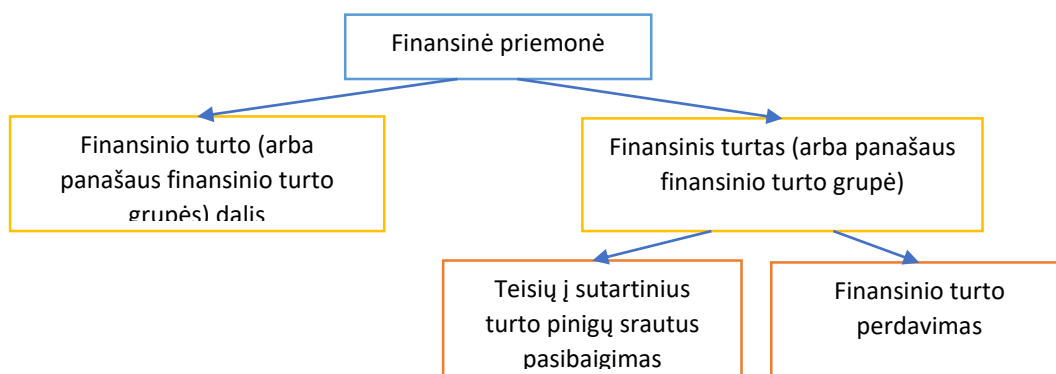 Finansinė priemonė
Finansinio turto (arba
panašaus finansinio turto
grupės) dalis
Finansinis turtas (arba panašaus
finansinio turto grupė)
Teisių į sutartinius
turto pinigų srautus
pasibaigimas
Finansinio turto
perdavimas